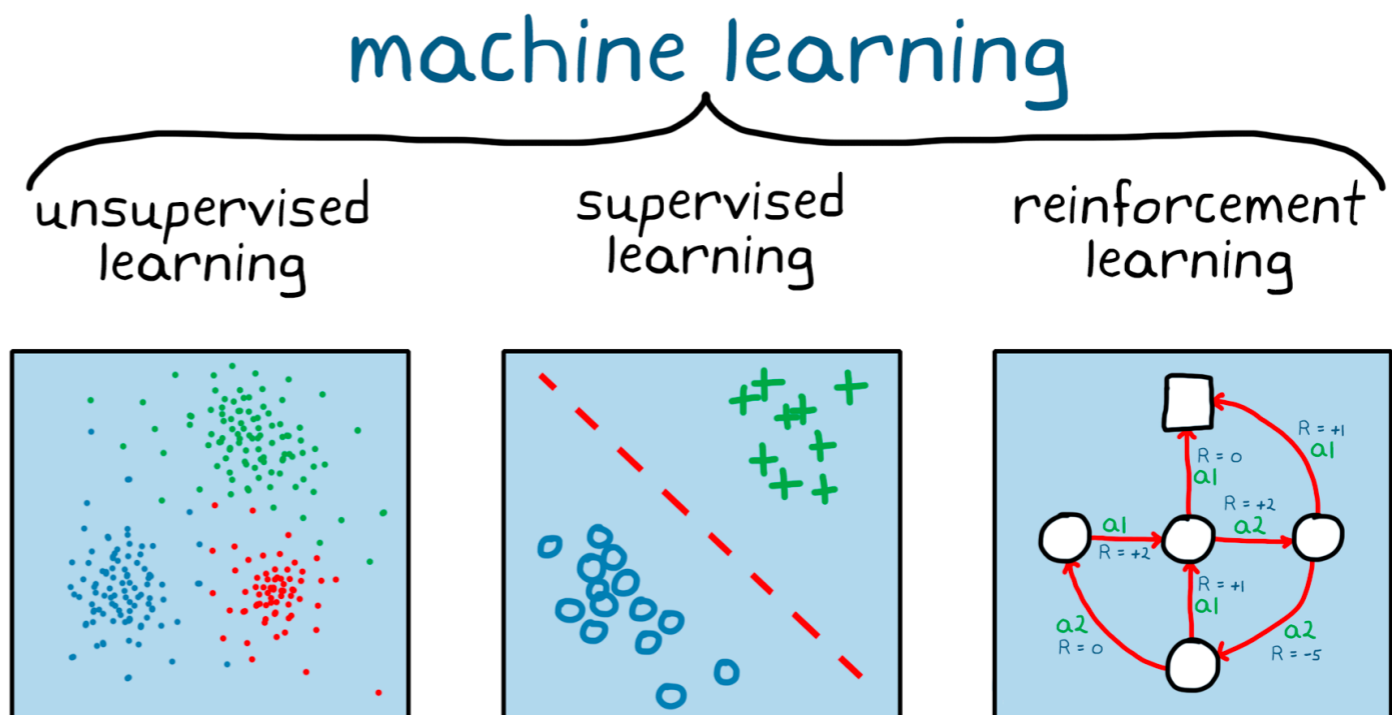 machine learning
unsupervised
learning
supervised
learning
reinforcement
learning
R = +1
a1
R = 0
a1
R = +2
a2
a1
R = +2
R = +1
a1
a2
R = 0
a2
R = -5